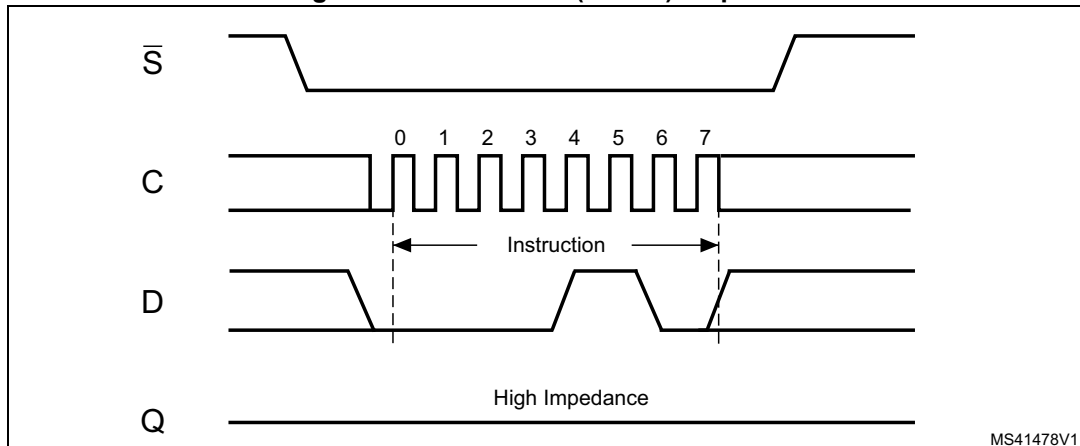 S̅
0 1 2 3 4 5 6 7
C
Instruction
D
High Impedance
Q
MS41478V1